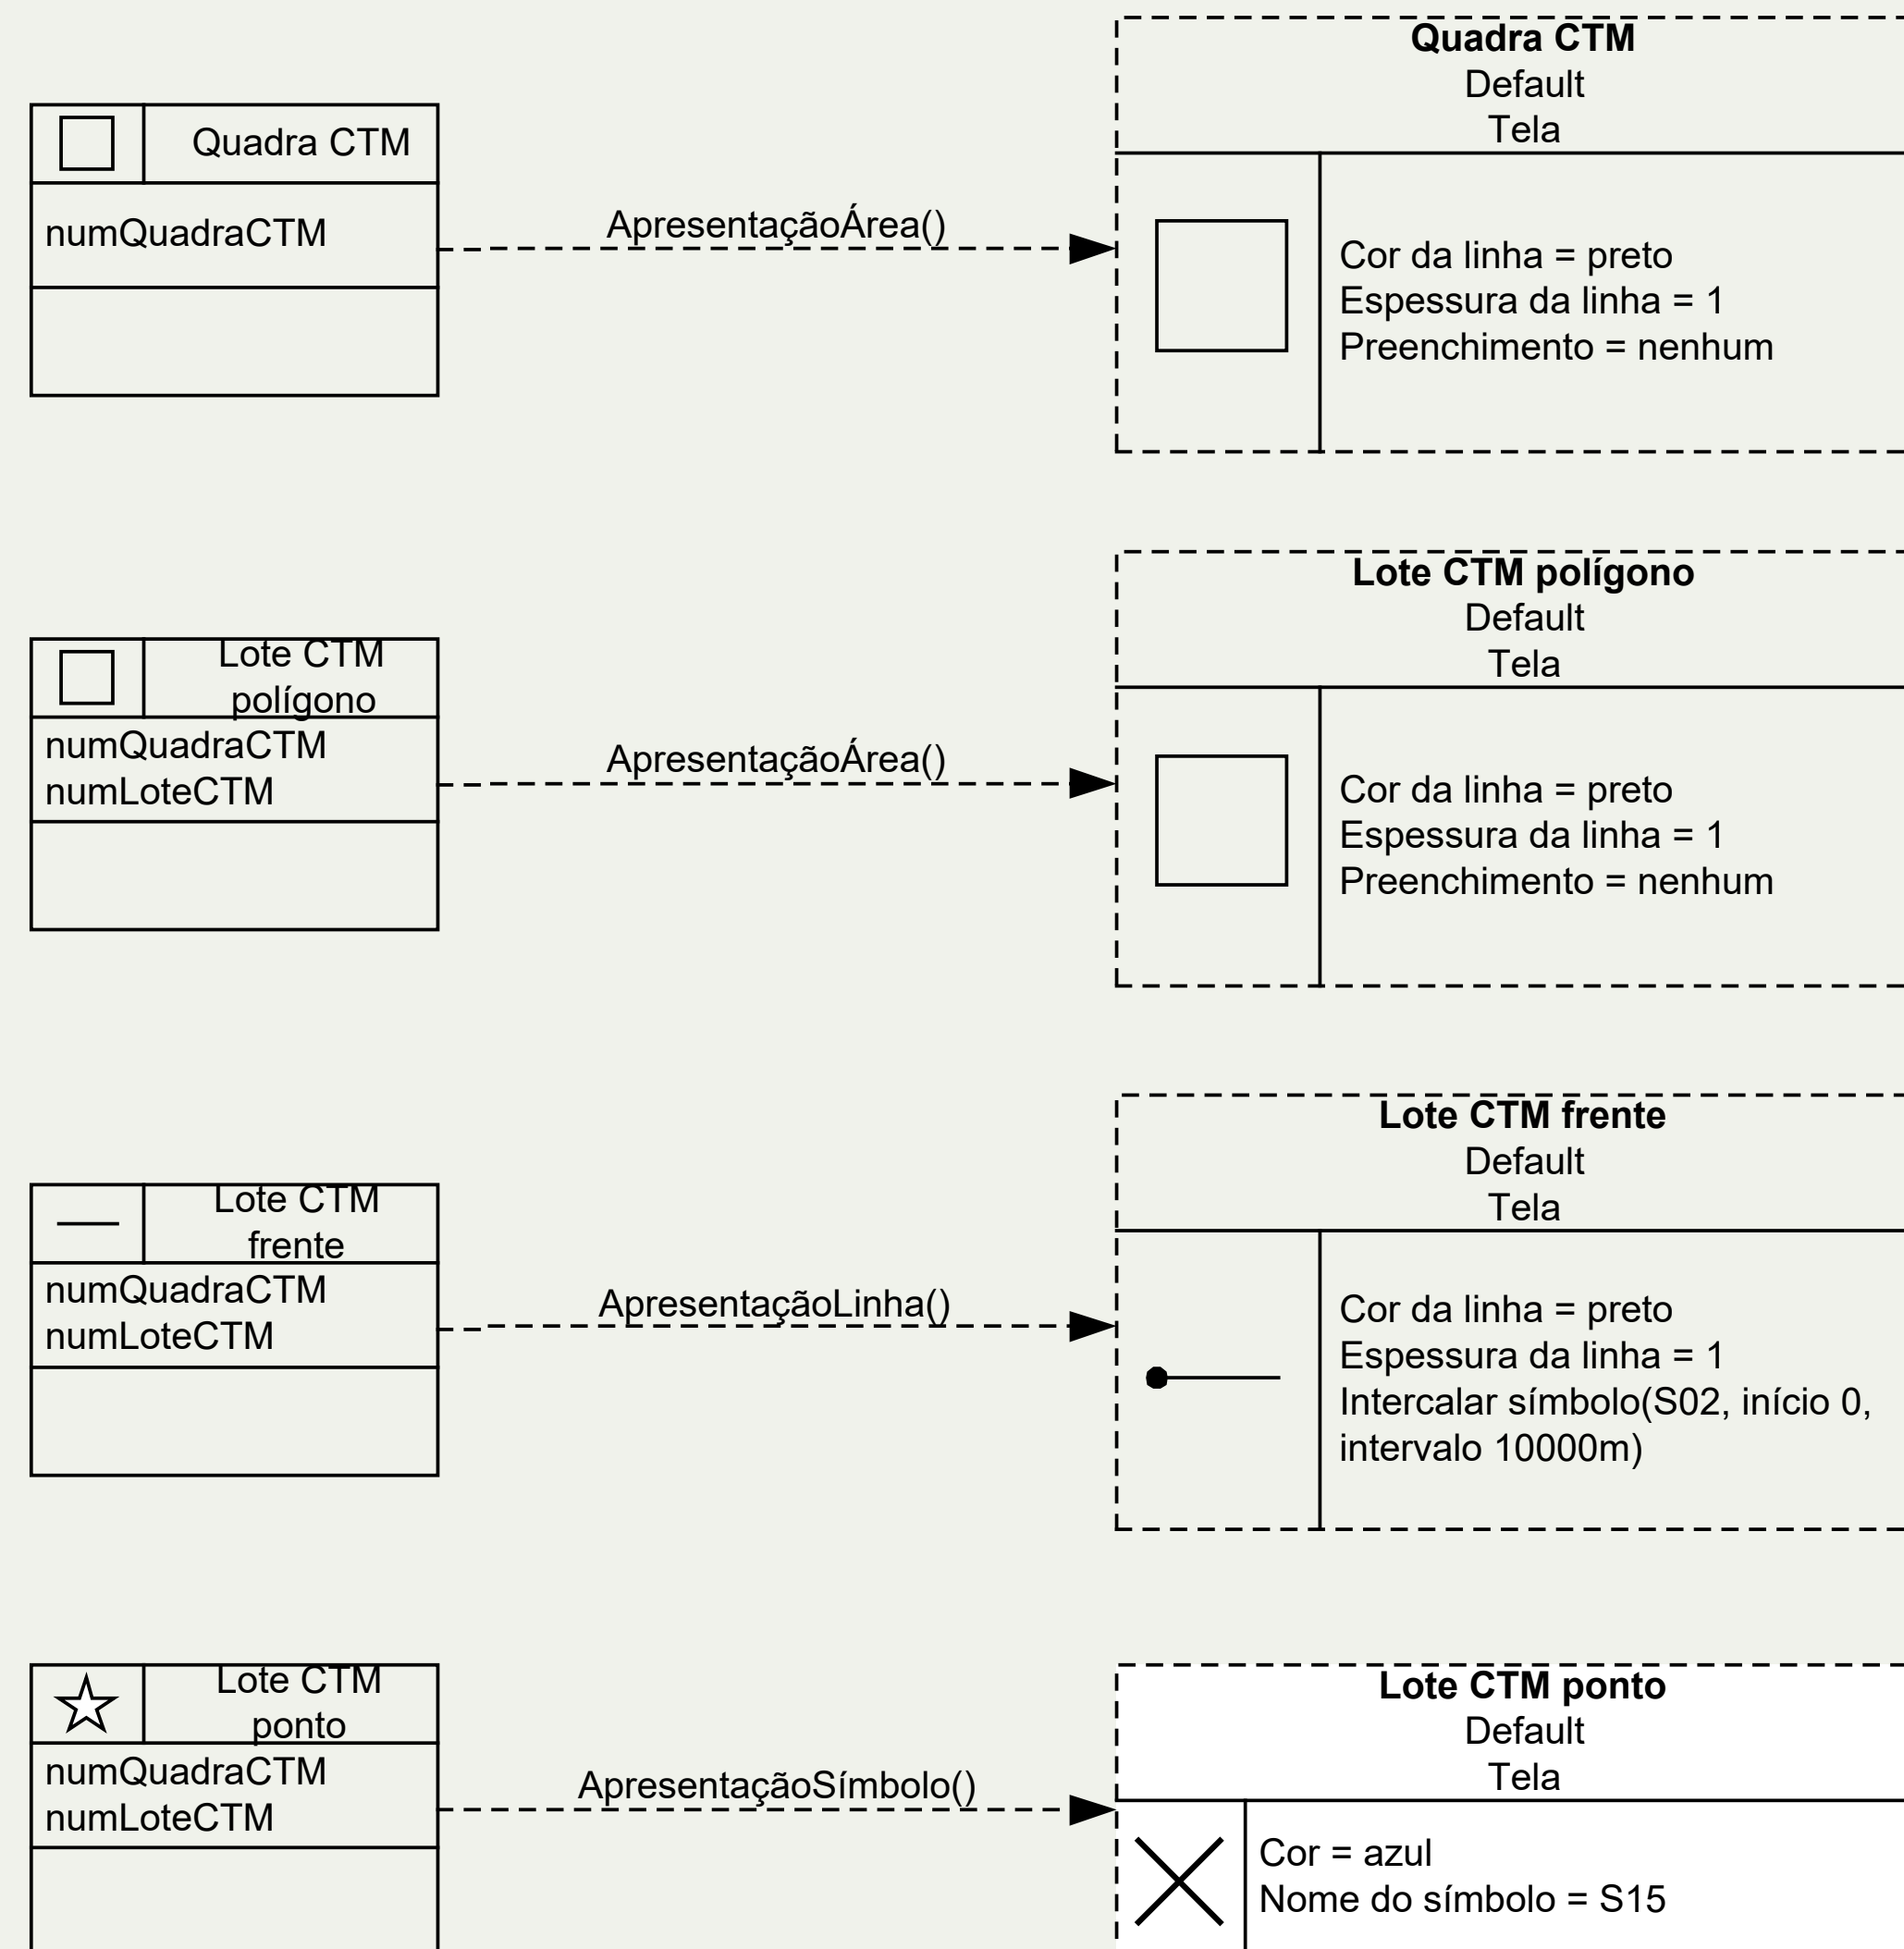 Quadra CTM
numQuadraCTM
ApresentaçãoÁrea()
Quadra CTM
Default
Tela
Cor da linha = preto
Espessura da linha = 1
Preenchimento = nenhum
Lote CTM
polígono
numQuadraCTM
numLoteCTM
ApresentaçãoÁrea()
Lote CTM polígono
Default
Tela
Cor da linha = preto
Espessura da linha = 1
Preenchimento = nenhum
Lote CTM
frente
numQuadraCTM
numLoteCTM
ApresentaçãoLinha()
Lote CTM frente
Default
Tela
Cor da linha = preto
Espessura da linha = 1
Intercalar símbolo(S02, início 0,
intervalo 10000m)
Lote CTM
ponto
numQuadraCTM
numLoteCTM
ApresentaçãoSímbolo()
Lote CTM ponto
Default
Tela
Cor = azul
Nome do símbolo = S15